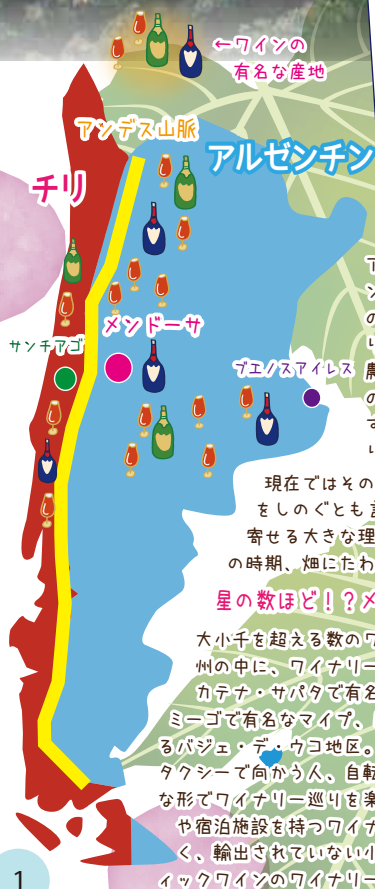 ←ワインの
有名な産地
アンデス山脈
アルゼンチン
チリ
メンドーサ
サンチアゴ
ブエノスアイレス
ア
ン
の
り
農
の
す
い
現在ではその
をしのぐとも言
寄せる大きな理
の時期、畑にたわ
星の数ほど！？メ
大小千を超える数のワ
州の中に、ワイナリー
カテナ・サパタで有名
ミーゴで有名なマイプ、
るバジェ・デ・ウコ地区。
タクシーで向かう人、自転
な形でワイナリー巡りを楽
や宿泊施設を持つワイナ
く、輸出されていない小
ィックワインのワイナリー
1